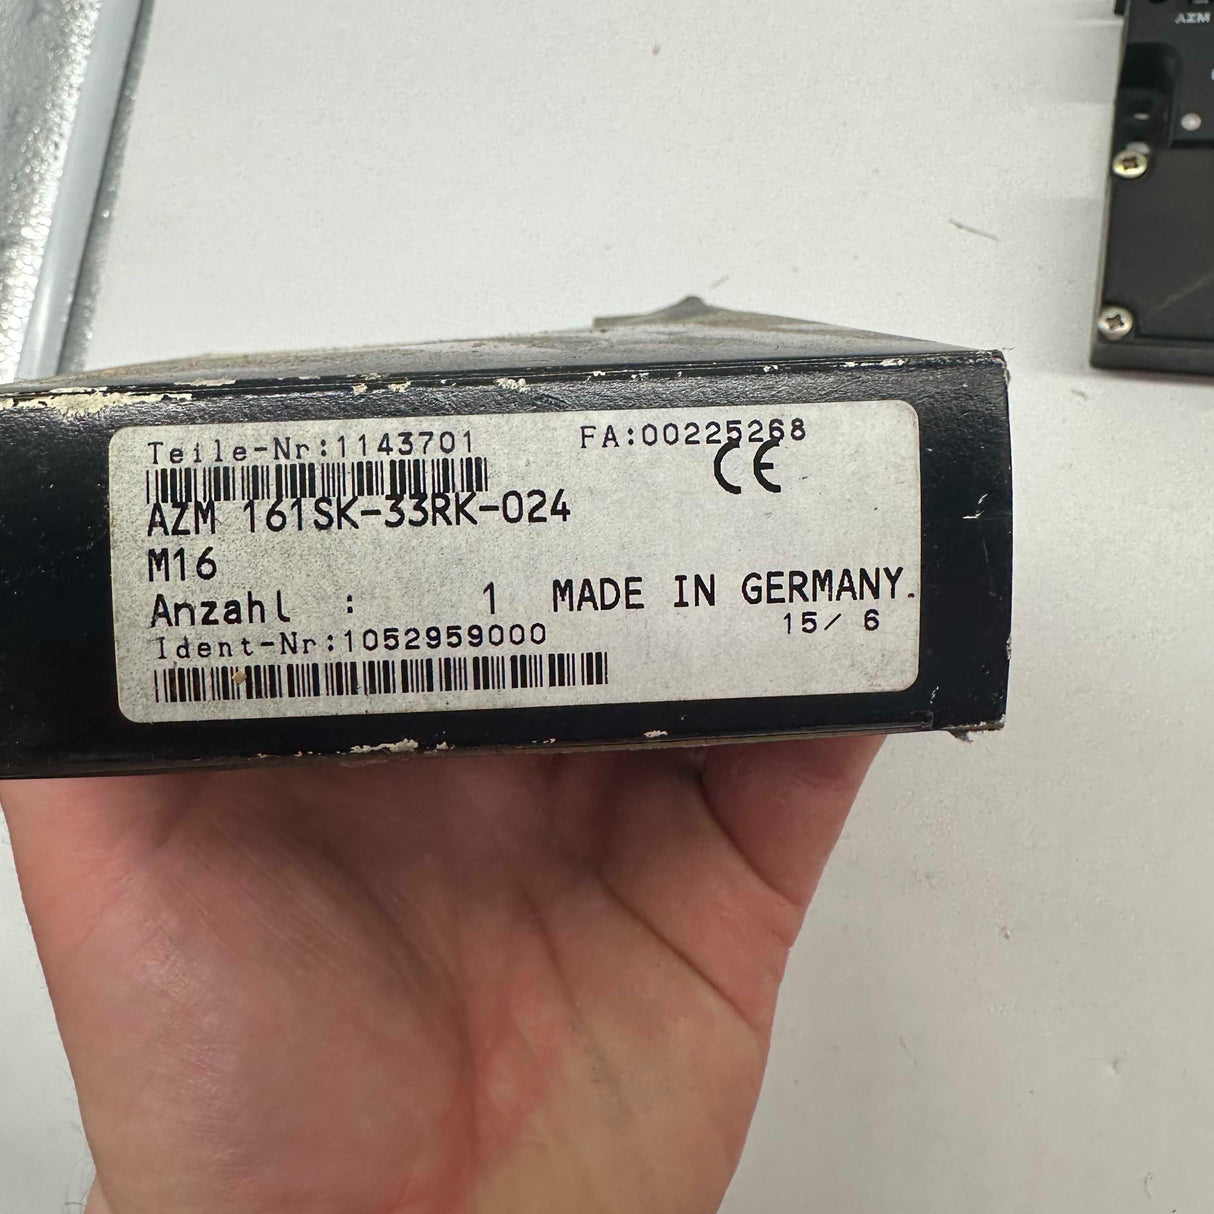 AZM
Teile-Nr:1143701 FA:00225268
CE
AZM 161SK-33RK-024
M16
Anzahl : 1 MADE IN GERMANY.
15/ 6
Ident-Nr:1052959000